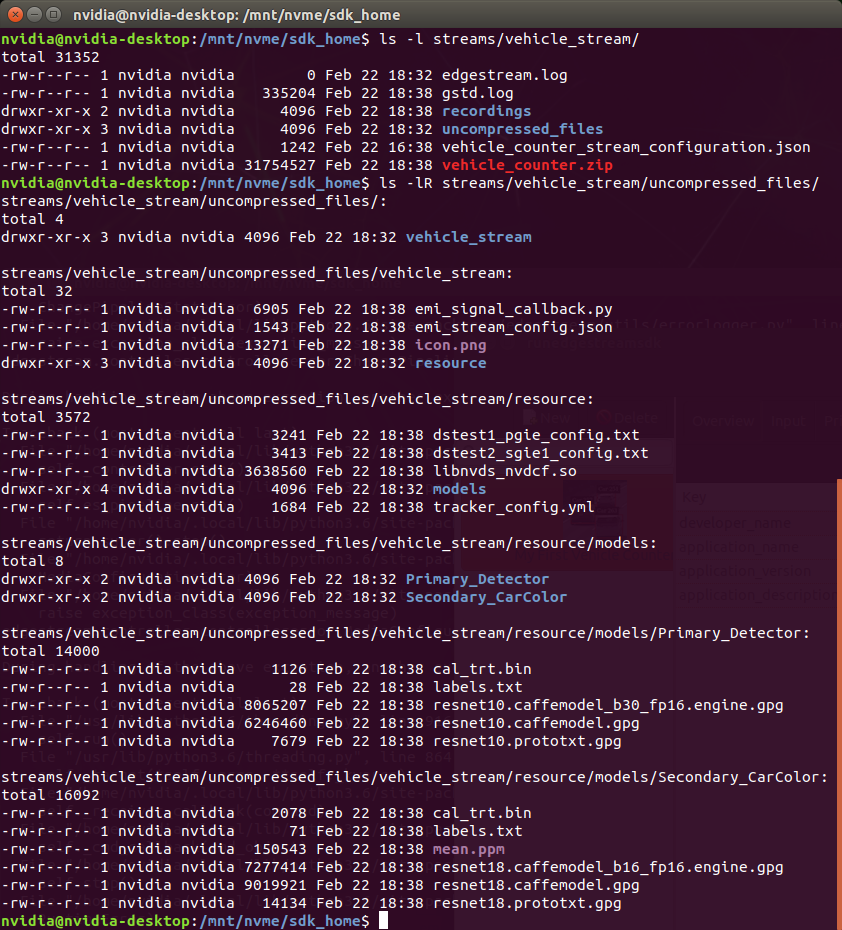 nvidia@nvidia-desktop: /mnt/nvme/sdk_home
nvidia@nvidia-desktop:/mnt/nvme/sdk_home$ ls -l streams/vehicle_stream/
total 31352
-rw-r--r-- 1 nvidia nvidia        0 Feb 22 18:32 edgestream.log
-rw-r--r-- 1 nvidia nvidia   335204 Feb 22 18:38 gstd.log
drwxr-xr-x 2 nvidia nvidia     4096 Feb 22 18:38 recordings
drwxr-xr-x 3 nvidia nvidia     4096 Feb 22 18:32 uncompressed_files
-rw-r--r-- 1 nvidia nvidia     1242 Feb 22 16:38 vehicle_counter_stream_configuration.json
-rw-r--r-- 1 nvidia nvidia 31754527 Feb 22 18:38 vehicle_counter.zip
nvidia@nvidia-desktop:/mnt/nvme/sdk_home$ ls -lR streams/vehicle_stream/uncompressed_files/
streams/vehicle_stream/uncompressed_files/:
total 4
drwxr-xr-x 3 nvidia nvidia 4096 Feb 22 18:32 vehicle_stream
streams/vehicle_stream/uncompressed_files/vehicle_stream:
total 32
-rw-r--r-- 1 nvidia nvidia  6905 Feb 22 18:38 emi_signal_callback.py
-rw-r--r-- 1 nvidia nvidia  1543 Feb 22 18:38 emi_stream_config.json
-rw-r--r-- 1 nvidia nvidia 13271 Feb 22 18:38 icon.png
drwxr-xr-x 3 nvidia nvidia  4096 Feb 22 18:38 resource
streams/vehicle_stream/uncompressed_files/vehicle_stream/resource:
total 3572
-rw-r--r-- 1 nvidia nvidia    3241 Feb 22 18:38 dstest1_pgie_config.txt
-rw-r--r-- 1 nvidia nvidia    3413 Feb 22 18:38 dstest2_sgie1_config.txt
-rw-r--r-- 1 nvidia nvidia 3638560 Feb 22 18:38 libnvds_nvdcf.so
drwxr-xr-x 4 nvidia nvidia    4096 Feb 22 18:32 models
-rw-r--r-- 1 nvidia nvidia    1684 Feb 22 18:38 tracker_config.yml
streams/vehicle_stream/uncompressed_files/vehicle_stream/resource/models:
total 8
drwxr-xr-x 2 nvidia nvidia 4096 Feb 22 18:32 Primary_Detector
drwxr-xr-x 2 nvidia nvidia 4096 Feb 22 18:32 Secondary_CarColor
streams/vehicle_stream/uncompressed_files/vehicle_stream/resource/models/Primary_Detector:
total 14000
-rw-r--r-- 1 nvidia nvidia    1126 Feb 22 18:38 cal_trt.bin
-rw-r--r-- 1 nvidia nvidia      28 Feb 22 18:38 labels.txt
-rw-r--r-- 1 nvidia nvidia 8065207 Feb 22 18:38 resnet10.caffemodel_b30_fp16.engine.gpg
-rw-r--r-- 1 nvidia nvidia 6246460 Feb 22 18:38 resnet10.caffemodel.gpg
-rw-r--r-- 1 nvidia nvidia    7679 Feb 22 18:38 resnet10.prototxt.gpg
streams/vehicle_stream/uncompressed_files/vehicle_stream/resource/models/Secondary_CarColor:
total 16092
-rw-r--r-- 1 nvidia nvidia    2078 Feb 22 18:38 cal_trt.bin
-rw-r--r-- 1 nvidia nvidia      71 Feb 22 18:38 labels.txt
-rw-r--r-- 1 nvidia nvidia  150543 Feb 22 18:38 mean.ppm
-rw-r--r-- 1 nvidia nvidia 7277414 Feb 22 18:38 resnet18.caffemodel_b16_fp16.engine.gpg
-rw-r--r-- 1 nvidia nvidia 9019921 Feb 22 18:38 resnet18.caffemodel.gpg
-rw-r--r-- 1 nvidia nvidia   14134 Feb 22 18:38 resnet18.prototxt.gpg
nvidia@nvidia-desktop:/mnt/nvme/sdk_home$
Key
developer_name
application_name
application_version
application_description